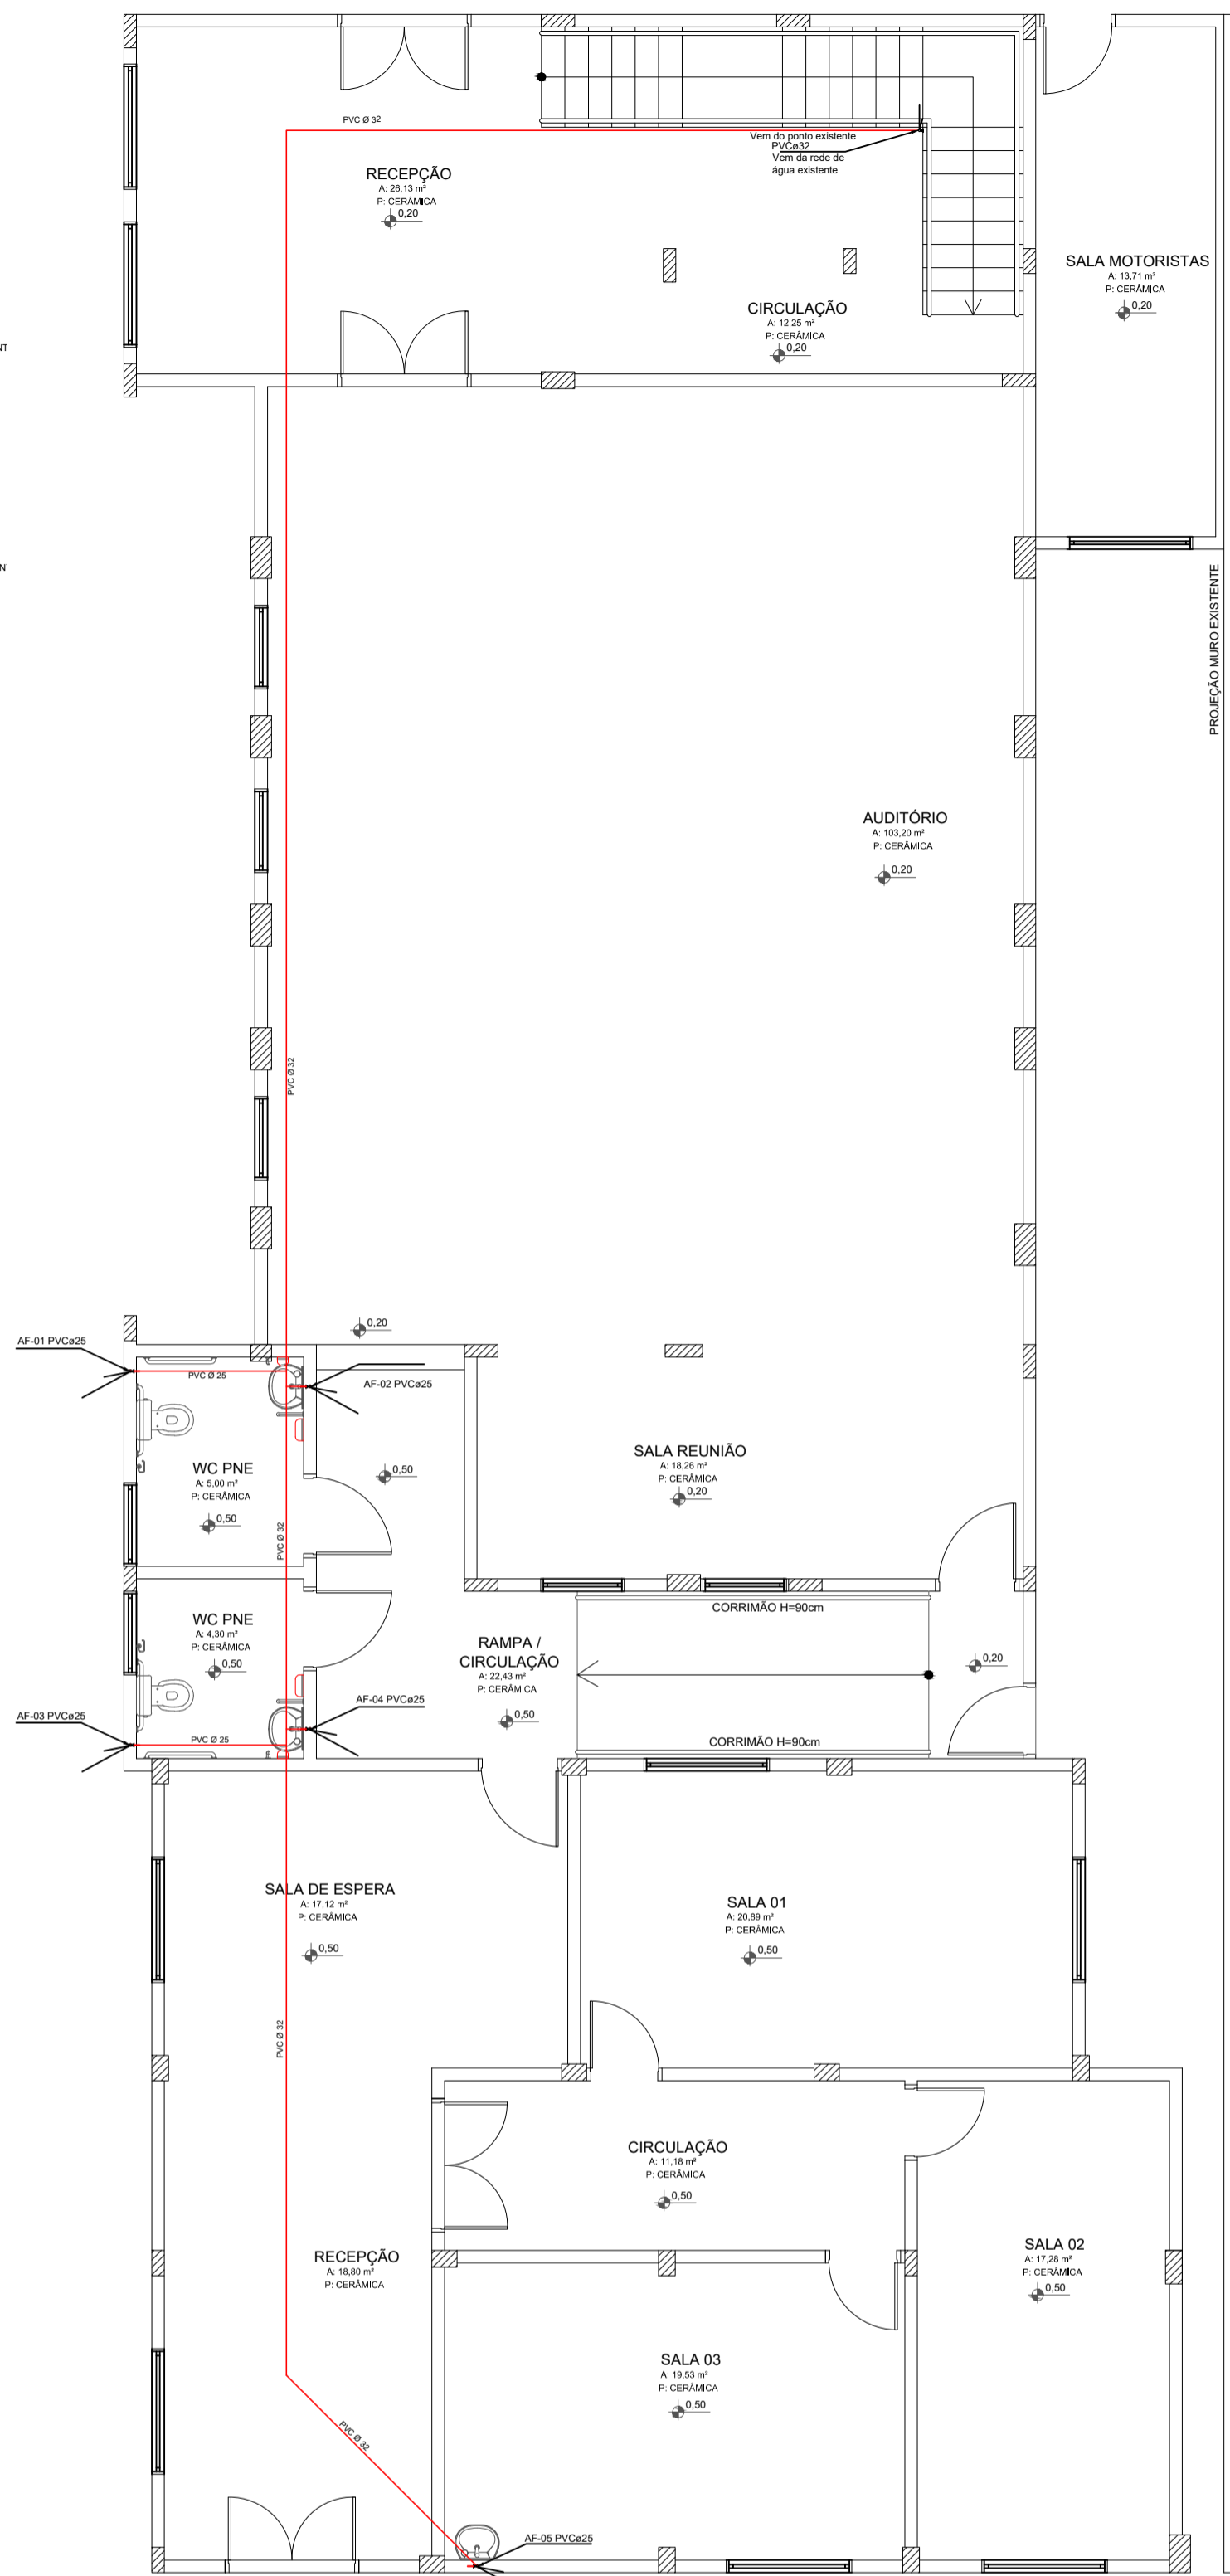 PVC Ø 32
Vem do ponto existente
PVCø32
Vem da rede de
água existente
RECEPÇÃO
A: 26,13 m²
P: CERÂMICA
0,20
SALA MOTORISTAS
A: 13,71 m²
P: CERÂMICA
0,20
CIRCULAÇÃO
A: 12,25 m²
P: CERÂMICA
0,20
NT
N
PROJEÇÃO MURO EXISTENTE
AUDITÓRIO
A: 103,20 m²
P: CERÂMICA
0,20
PVC Ø 32
0,20
AF-01 PVCø25
PVC Ø 25
AF-02 PVCø25
WC PNE
A: 5,00 m²
P: CERÂMICA
0,50
0,50
SALA REUNIÃO
A: 18,26 m²
P: CERÂMICA
0,20
PVC Ø 32
WC PNE
A: 4,30 m²
P: CERÂMICA
0,50
CORRIMÃO H=90cm
RAMPA /
CIRCULAÇÃO
A: 22,43 m²
P: CERÂMICA
0,50
0,20
AF-03 PVCø25
PVC Ø 25
AF-04 PVCø25
CORRIMÃO H=90cm
SALA DE ESPERA
A: 17,12 m²
P: CERÂMICA
0,50
SALA 01
A: 20,89 m²
P: CERÂMICA
0,50
PVC Ø 32
CIRCULAÇÃO
A: 11,18 m²
P: CERÂMICA
0,50
RECEPÇÃO
A: 18,80 m²
P: CERÂMICA
SALA 02
A: 17,28 m²
P: CERÂMICA
0,50
SALA 03
A: 19,53 m²
P: CERÂMICA
0,50
PVC Ø 32
AF-05 PVCø25